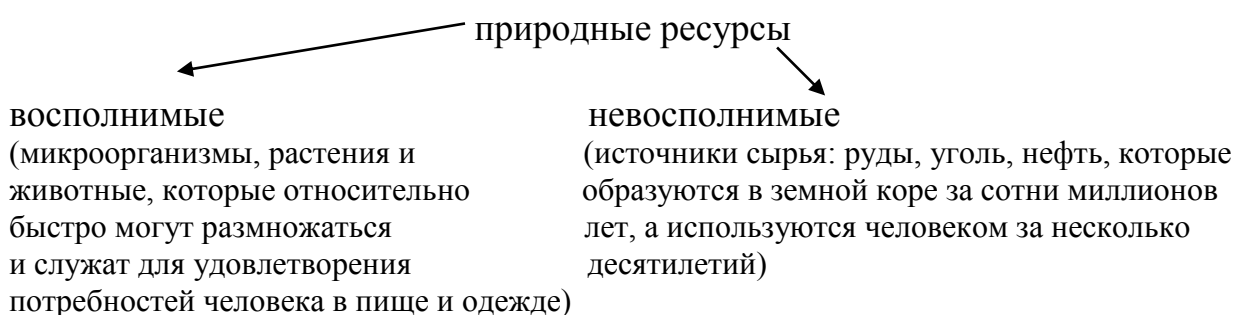 природные ресурсы
восполнимые
(микроорганизмы, растения и
животные, которые относительно
быстро могут размножаться
и служат для удовлетворения
потребностей человека в пище и одежде)
невосполнимые
(источники сырья: руды, уголь, нефть, которые
образуются в земной коре за сотни миллионов
лет, а используются человеком за несколько
десятилетий)